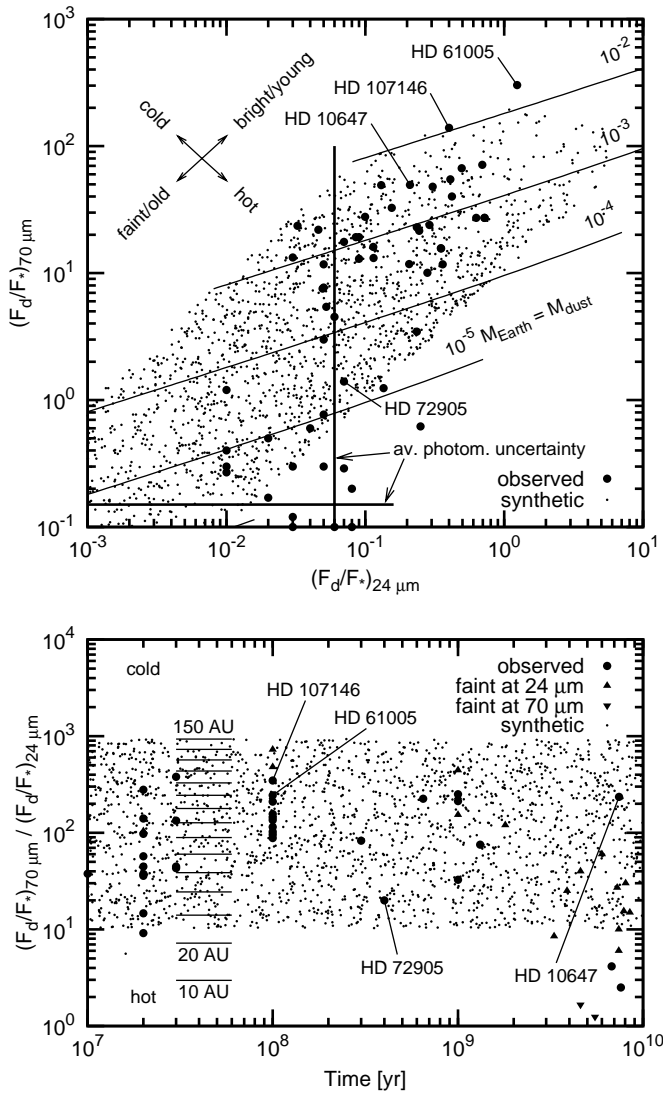 10^3
10^2
10^1
10^0
10^-1
(F_d/F_*)_70 μm
HD 61005
HD 107146
HD 10647
10^-2
10^-3
10^-4
10^-5 M_Earth = M_dust
cold
bright/young
faint/old
hot
HD 72905
av. photom. uncertainty
observed
synthetic
10^-3
10^-2
10^-1
10^0
10^1
(F_d/F_*)_24 μm
10^4
10^3
10^2
10^1
10^0
(F_d/F_*)_70 μm / (F_d/F_*)_24 μm
cold
HD 107146
HD 61005
observed
faint at 24 μm
faint at 70 μm
synthetic
150 AU
20 AU
10 AU
hot
HD 72905
HD 10647
10^7
10^8
10^9
10^10
Time [yr]